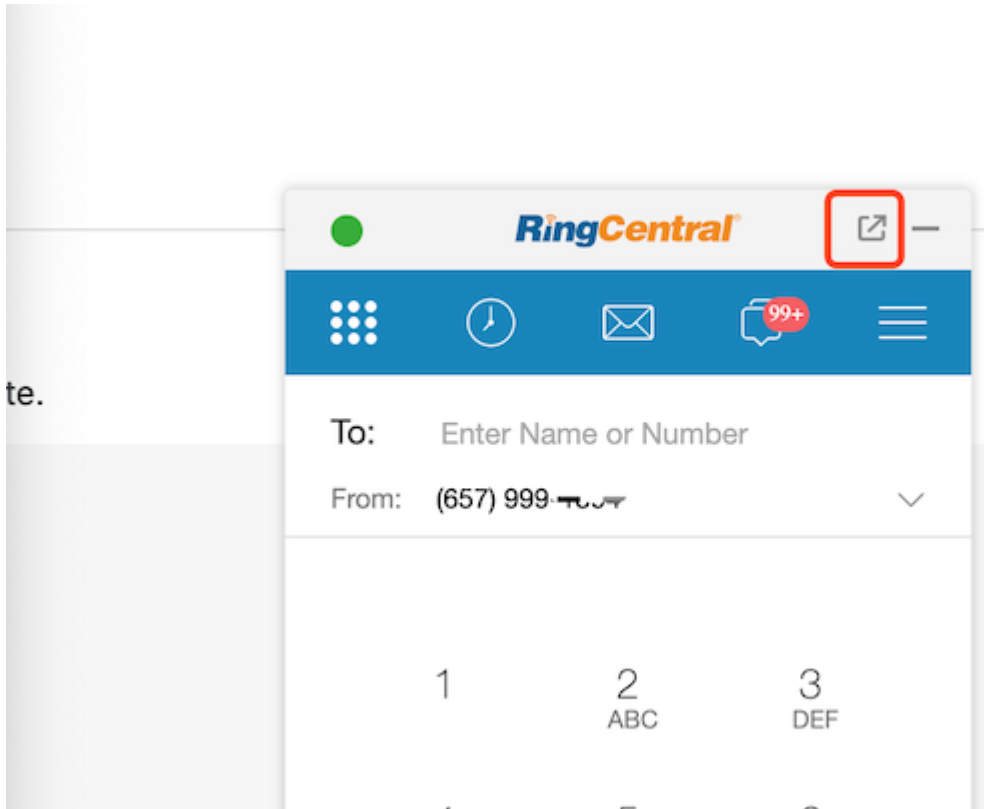 RingCentral
99+
te.
To: Enter Name or Number
From: (657) 999-
1 2 3
ABC DEF